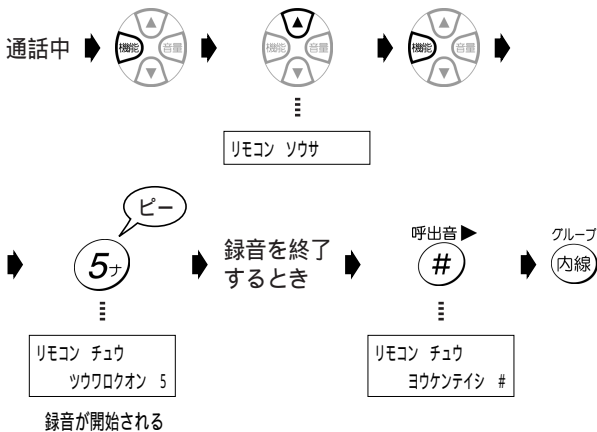 通話中
機能 音量
機能 音量
機能 音量
リモコン ソウサ
ピー
5ナ
録音を終了
するとき
呼出音▶
#
グループ
内線
リモコン チュウ
ツウワロクオン 5
リモコン チュウ
ヨウケンテイシ #
録音が開始される